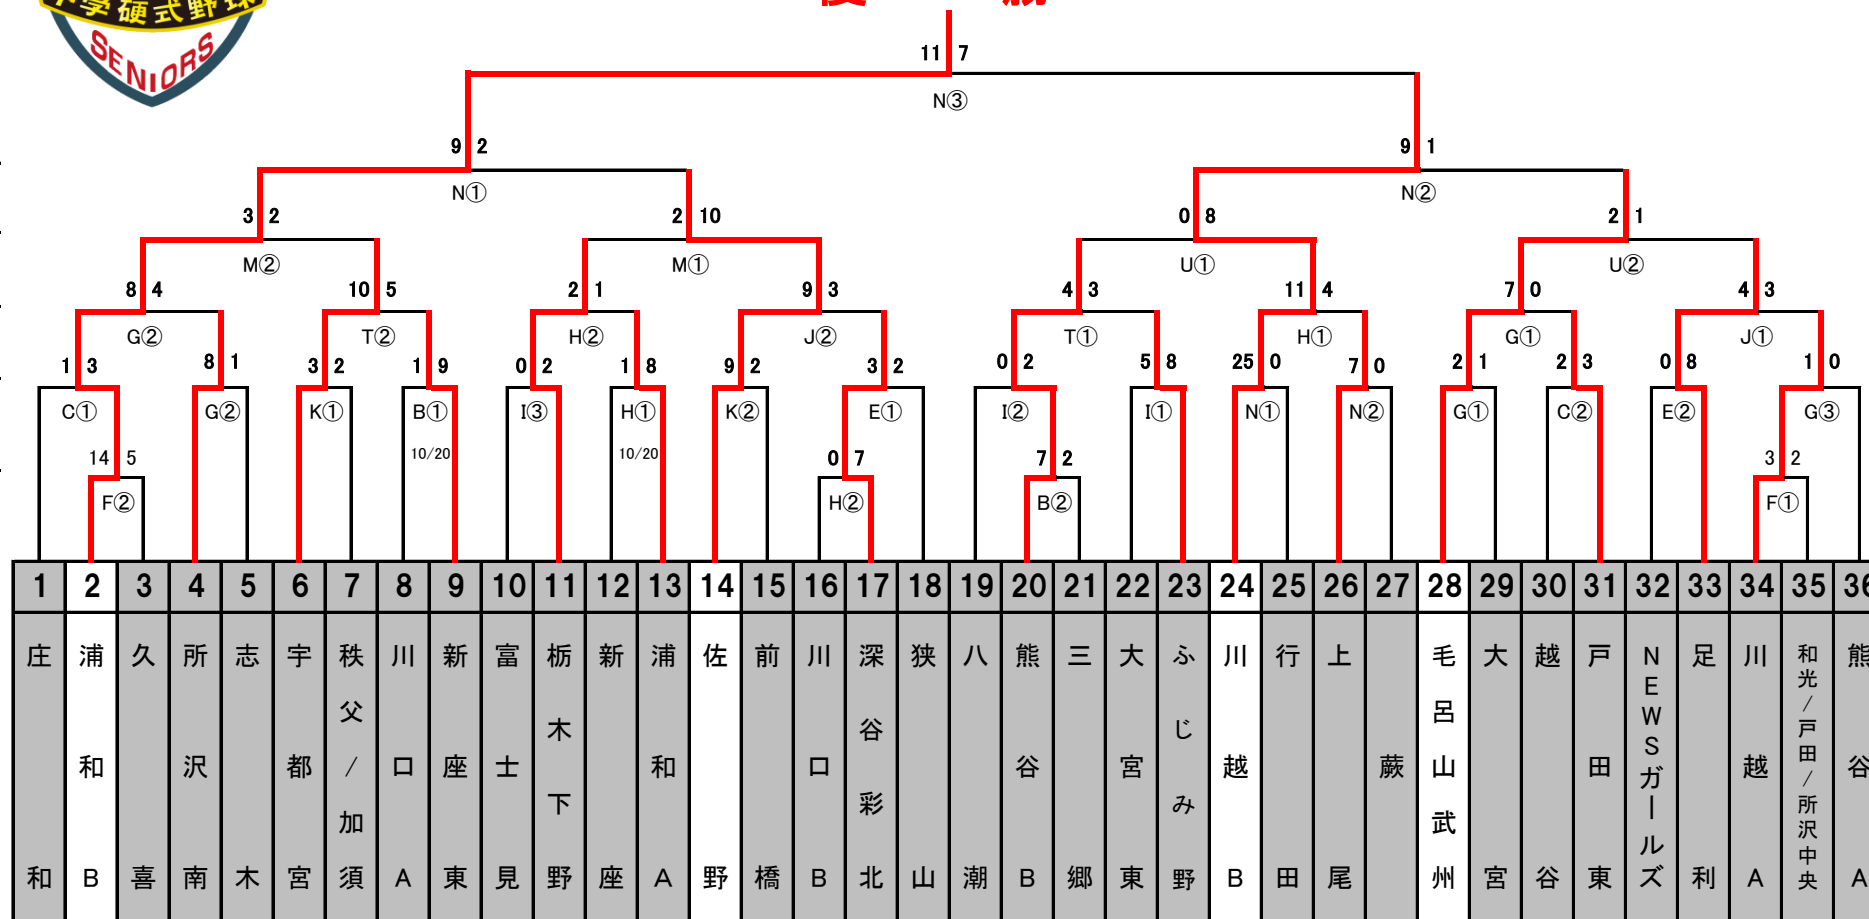 中学硬式野球
SENIORS
優勝
11 7
N③
9 2
9 1
N①
N②
3 2
2 10
0 8
2 1
M②
M①
U①
U②
8 4
10 5
2 1
9 3
4 3
11 4
7 0
4 3
G②
T②
H②
J②
T①
H①
G①
J①
1 3
8 1
3 2
1 9
0 2
1 8
9 2
3 2
0 2
5 8
25 0
7 0
2 1
2 3
0 8
1 0
C①
G②
K①
B①
I③
H①
K②
E①
I②
I①
N①
N②
G①
C②
E②
G③
10/20
10/20
14 5
0 7
7 2
3 2
F②
H②
B②
F①
1 庄和
2 浦和B
3 久喜
4 所沢南
5 志木
6 宇都宮
7 秩父/加須
8 川口A
9 新座東
10 富士見
11 栃木下野
12 新座
13 浦和A
14 佐野
15 前橋
16 川口B
17 深谷彩北
18 狭山
19 八潮
20 熊谷B
21 三郷
22 大宮東
23 ふじみ野
24 川越B
25 行田
26 上尾
27 蕨
28 毛呂山武州
29 大宮
30 越谷
31 戸田東
32 NEWSガールズ
33 足利
34 川越A
35 和光/戸田/所沢中央
36 熊谷A